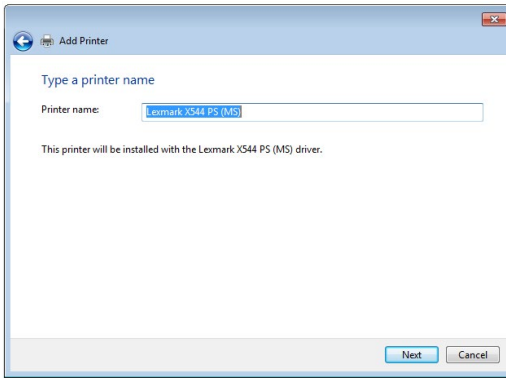 Add Printer
Type a printer name
Printer name: Lexmark X544 PS (MS)
This printer will be installed with the Lexmark X544 PS (MS) driver.
Next Cancel